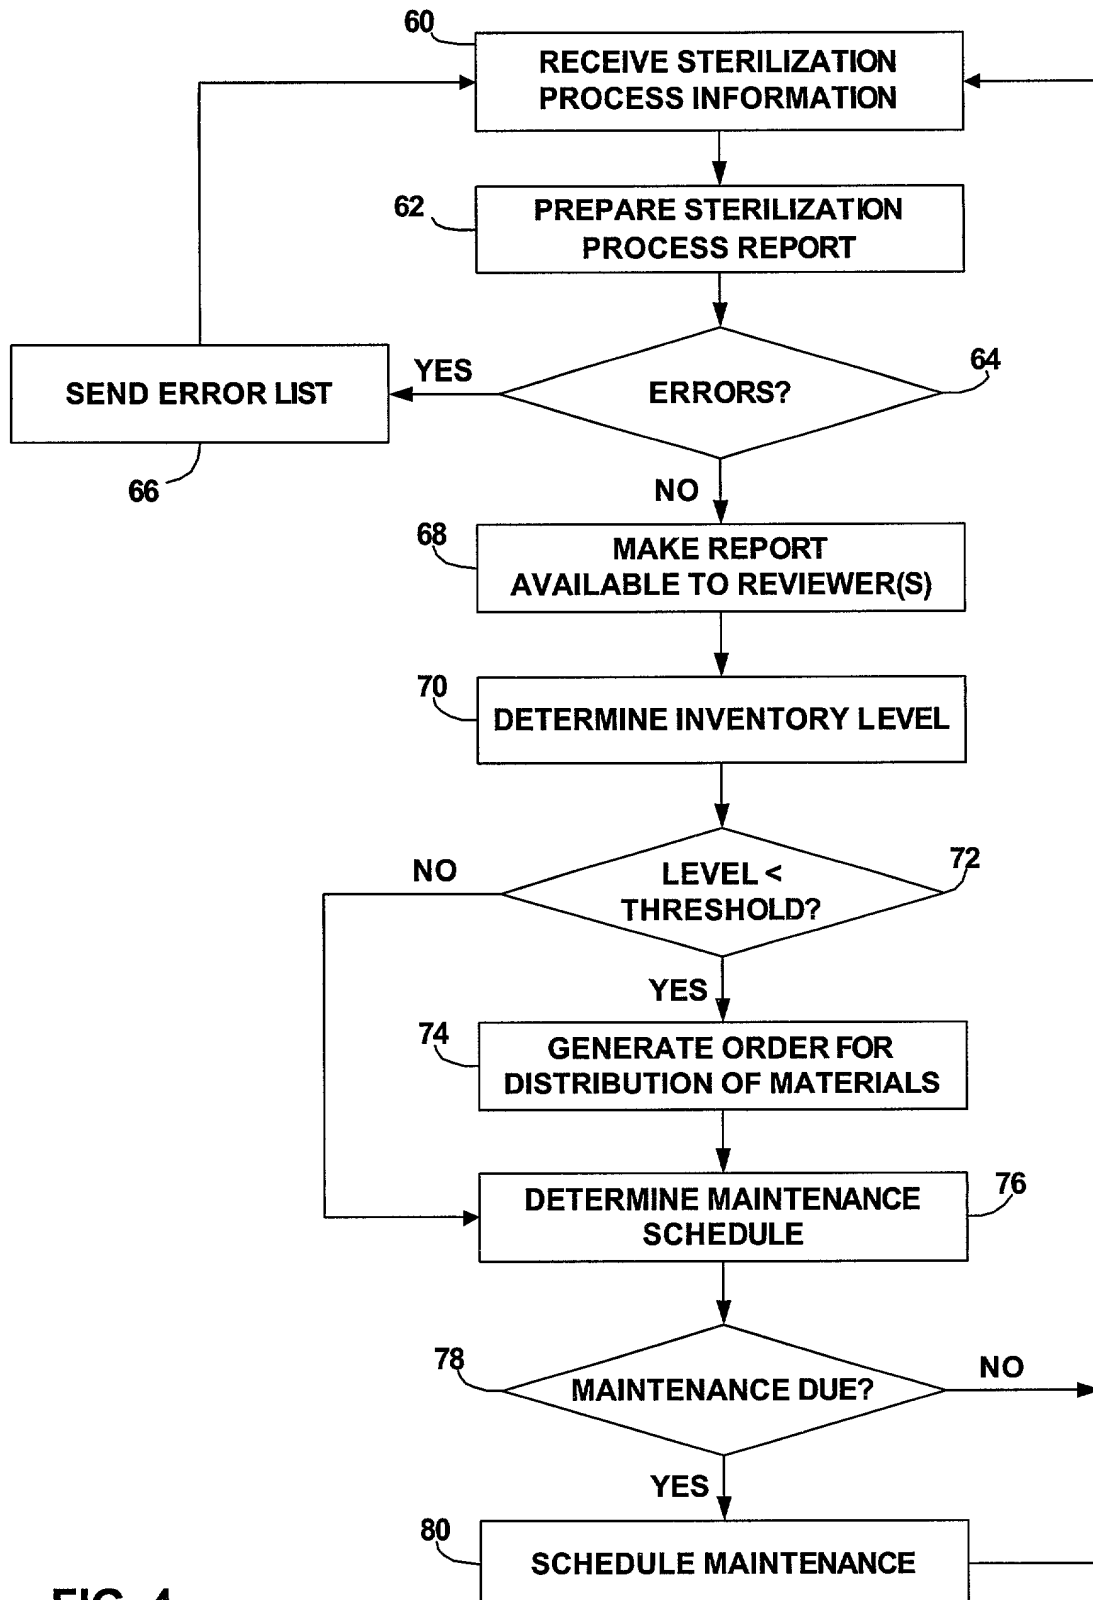 60
RECEIVE STERILIZATION
PROCESS INFORMATION
62
PREPARE STERILIZATION
PROCESS REPORT
64
ERRORS?
YES
SEND ERROR LIST
66
NO
68
MAKE REPORT
AVAILABLE TO REVIEWER(S)
70
DETERMINE INVENTORY LEVEL
72
LEVEL <
THRESHOLD?
NO
YES
74
GENERATE ORDER FOR
DISTRIBUTION OF MATERIALS
76
DETERMINE MAINTENANCE
SCHEDULE
78
MAINTENANCE DUE?
NO
YES
80
SCHEDULE MAINTENANCE
FIG. 4